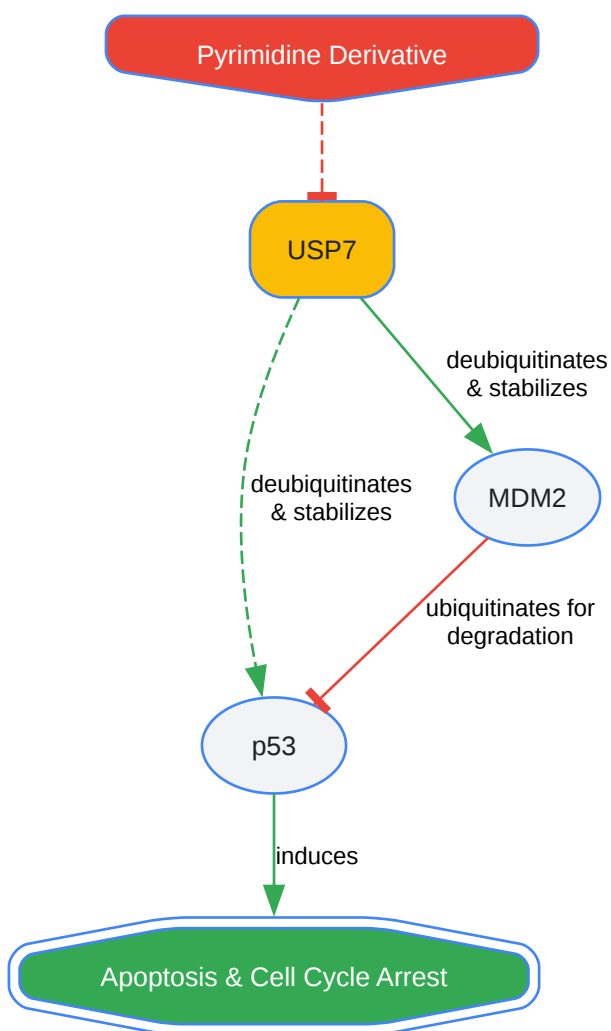 Pyrimidine Derivative
USP7
deubiquitinates
& stabilizes
MDM2
deubiquitinates
& stabilizes
ubiquitinates for
degradation
p53
induces
Apoptosis & Cell Cycle Arrest